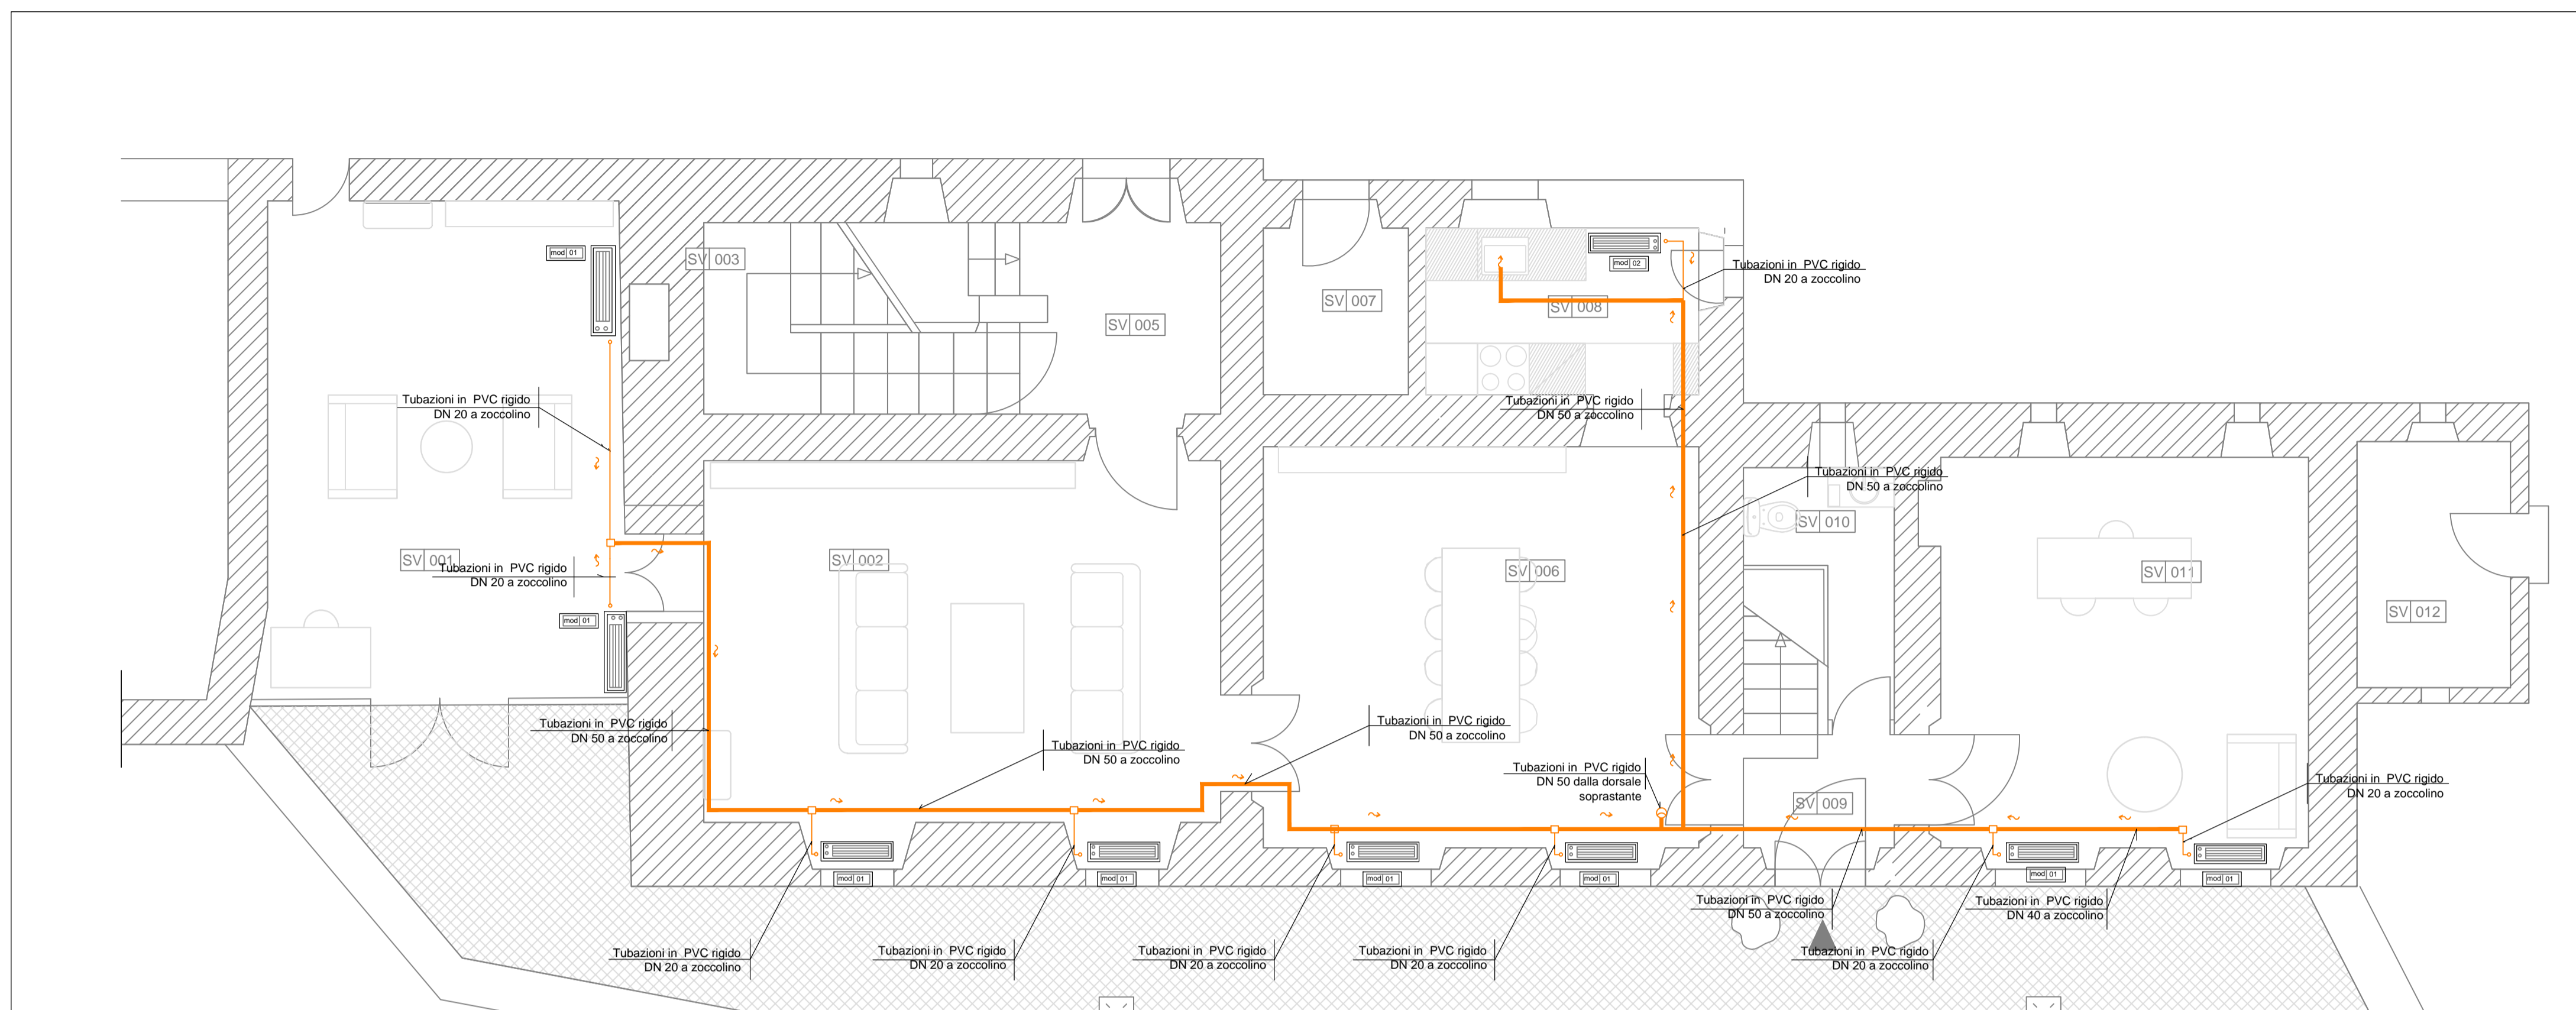 mod 01
SV 003
Tubazioni in PVC rigido
DN 20 a zoccolino
mod 02
SV 007
SV 008
SV 005
Tubazioni in PVC rigido
DN 20 a zoccolino
Tubazioni in PVC rigido
DN 50 a zoccolino
Tubazioni in PVC rigido
DN 50 a zoccolino
SV 010
SV 001
Tubazioni in PVC rigido
DN 20 a zoccolino
SV 002
SV 006
SV 011
SV 012
mod 01
Tubazioni in PVC rigido
DN 50 a zoccolino
Tubazioni in PVC rigido
DN 50 a zoccolino
Tubazioni in PVC rigido
DN 50 a zoccolino
Tubazioni in PVC rigido
DN 50 dalla dorsale
soprastante
SV 009
Tubazioni in PVC rigido
DN 20 a zoccolino
mod 01
mod 01
mod 01
mod 01
mod 01
mod 01
Tubazioni in PVC rigido
DN 50 a zoccolino
Tubazioni in PVC rigido
DN 40 a zoccolino
Tubazioni in PVC rigido
DN 20 a zoccolino
Tubazioni in PVC rigido
DN 20 a zoccolino
Tubazioni in PVC rigido
DN 20 a zoccolino
Tubazioni in PVC rigido
DN 20 a zoccolino
Tubazioni in PVC rigido
DN 20 a zoccolino